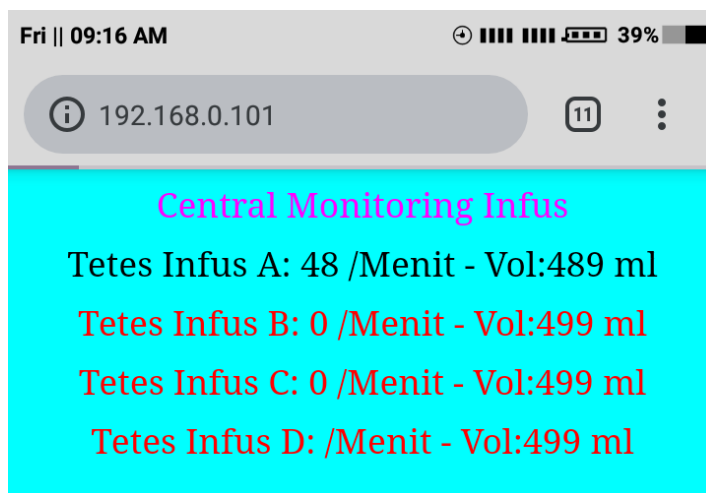 Fri || 09:16 AM 39%
192.168.0.101 11
Central Monitoring Infus
Tetes Infus A: 48 /Menit - Vol:489 ml
Tetes Infus B: 0 /Menit - Vol:499 ml
Tetes Infus C: 0 /Menit - Vol:499 ml
Tetes Infus D: /Menit - Vol:499 ml